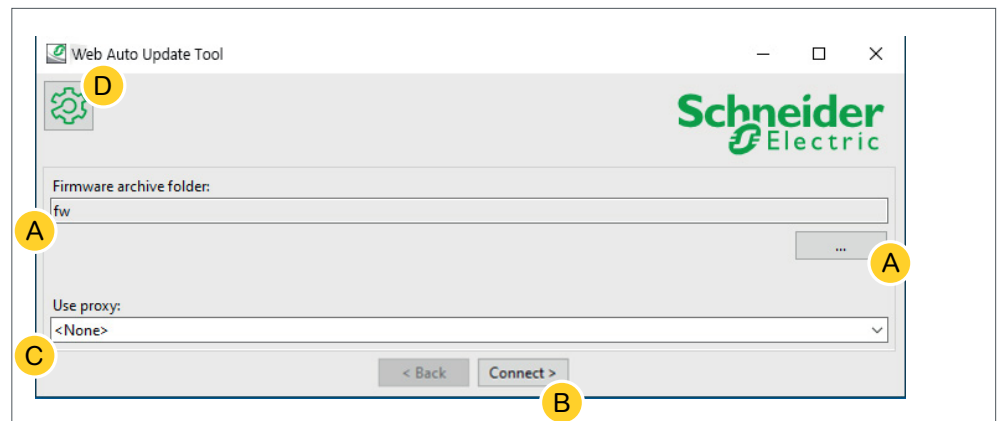 Web Auto Update Tool
D
Schneider
Electric
Firmware archive folder:
fw
A
...
A
Use proxy:
<None>
C
< Back Connect >
B